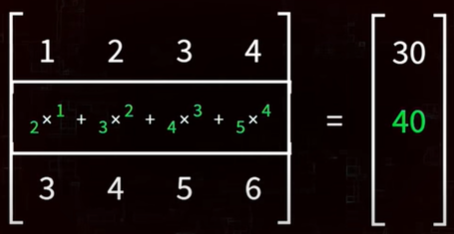 1 2 3 4 30
2×1 + 3×2 + 4×3 + 5×4 = 40
3 4 5 6